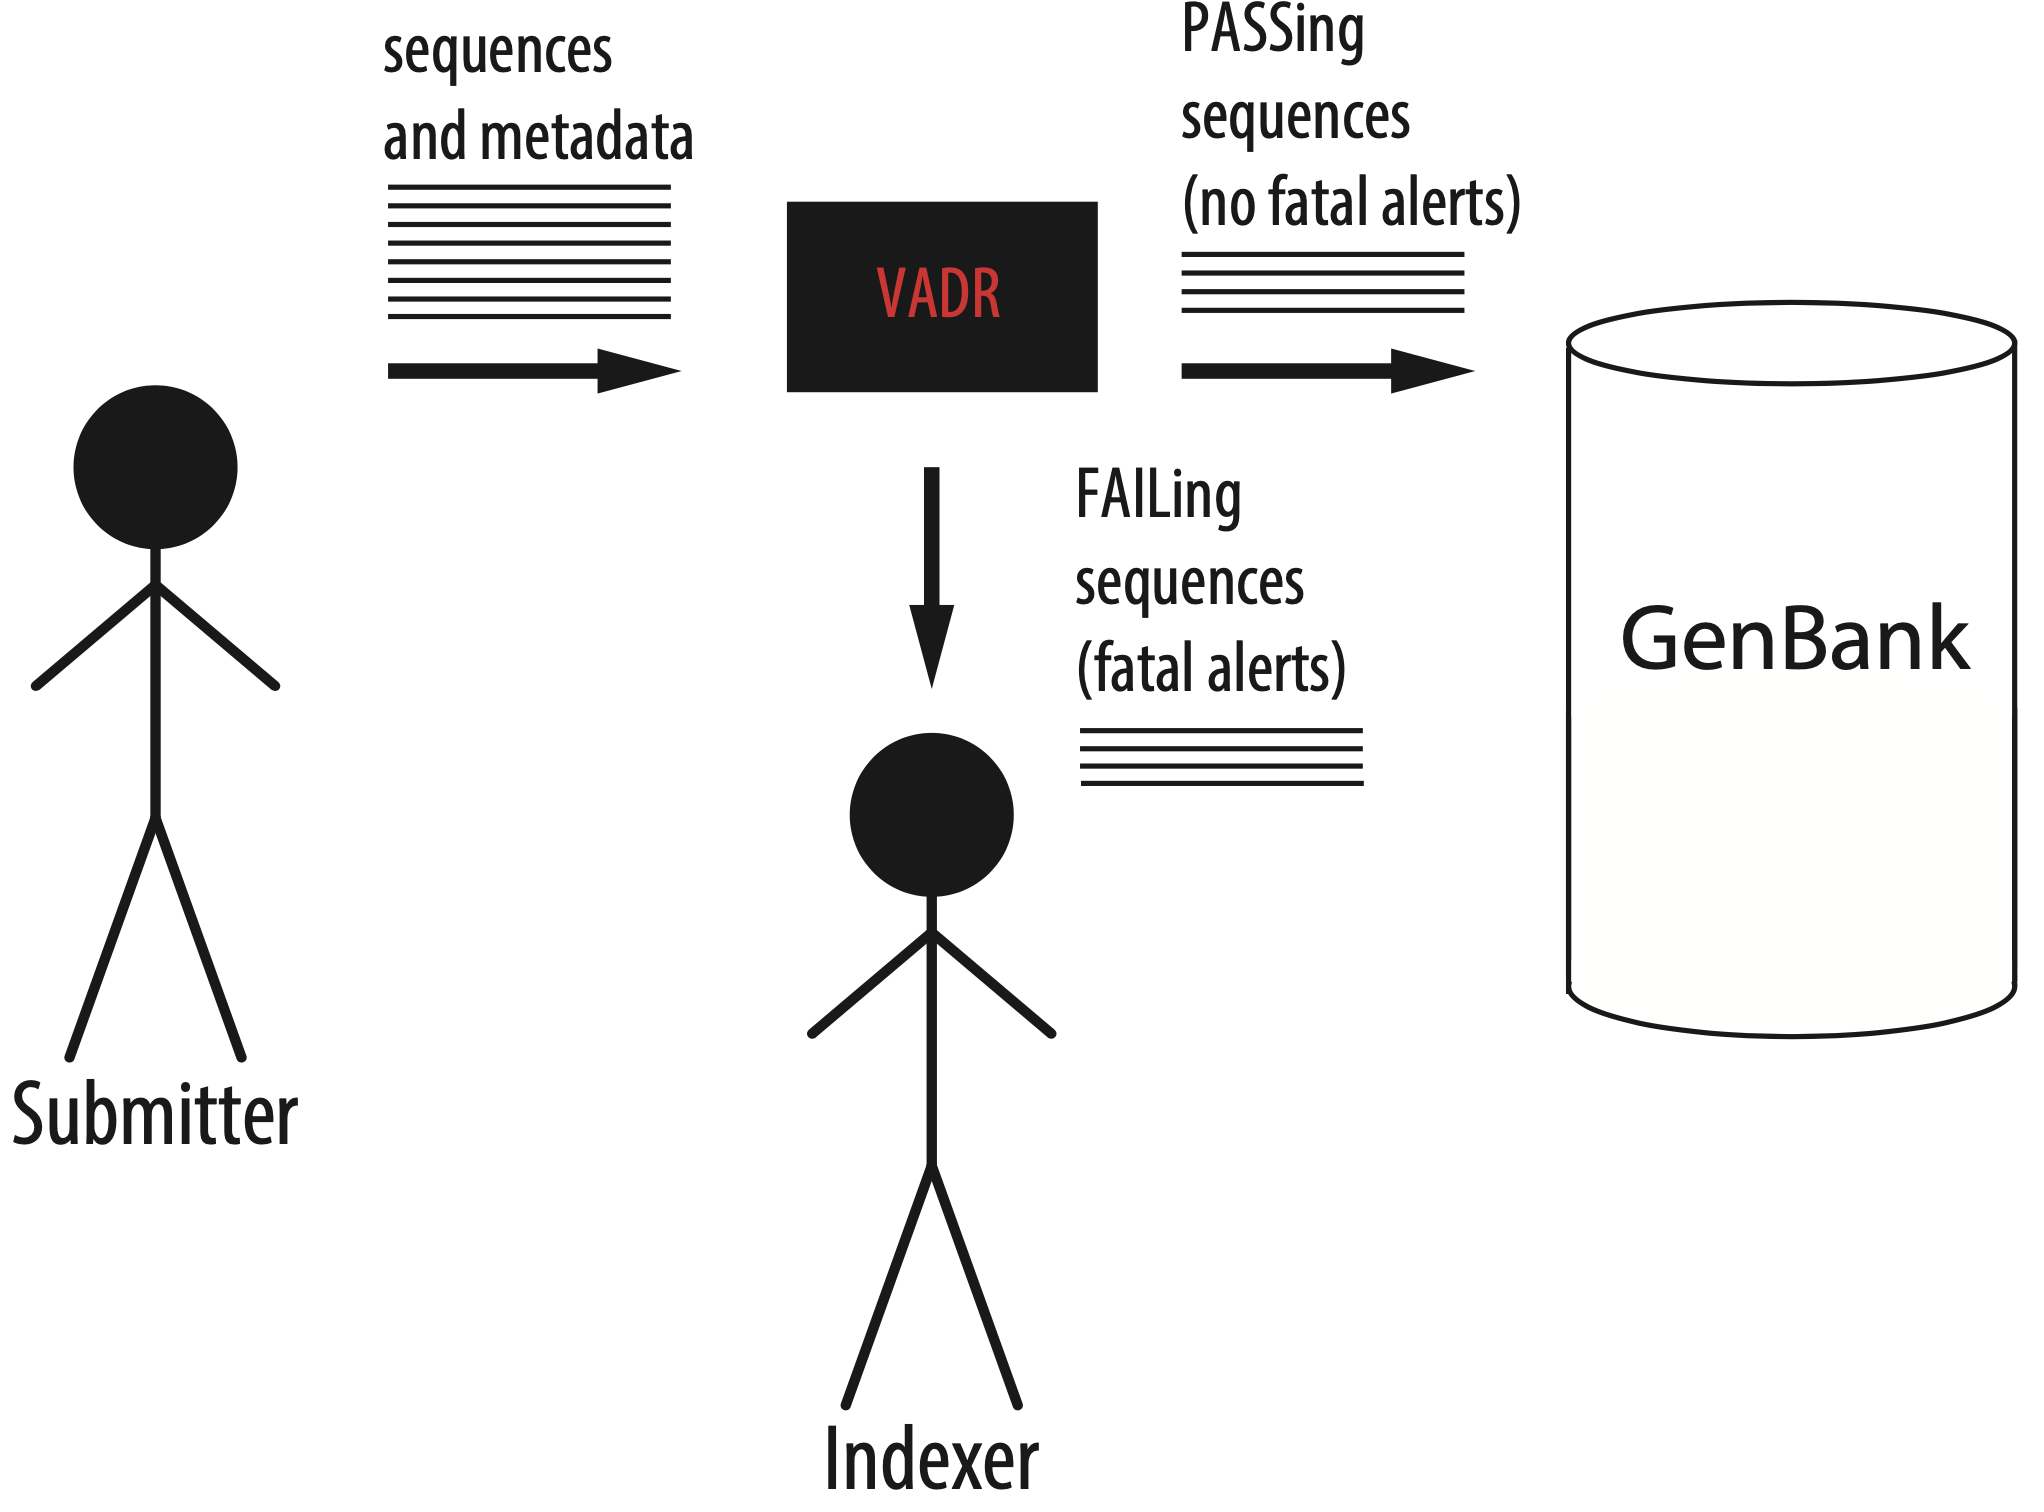 sequences
and metadata
VADR
PASSing
sequences
(no fatal alerts)
FAILing
sequences
(fatal alerts)
GenBank
Submitter
Indexer